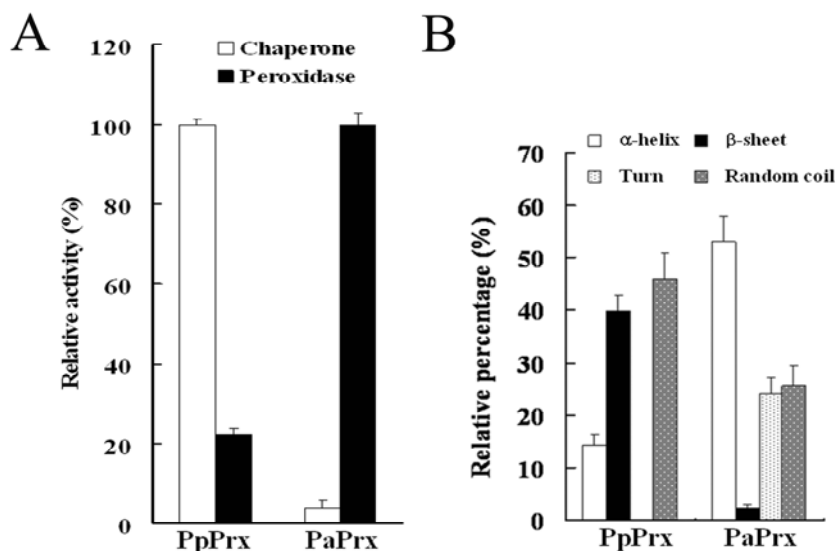 A
Chaperone
Peroxidase
Relative activity (%)
120
100
80
60
40
20
0
PpPrx PaPrx
B
α-helix β-sheet
Turn Random coil
Relative percentage (%)
70
60
50
40
30
20
10
0
PpPrx PaPrx